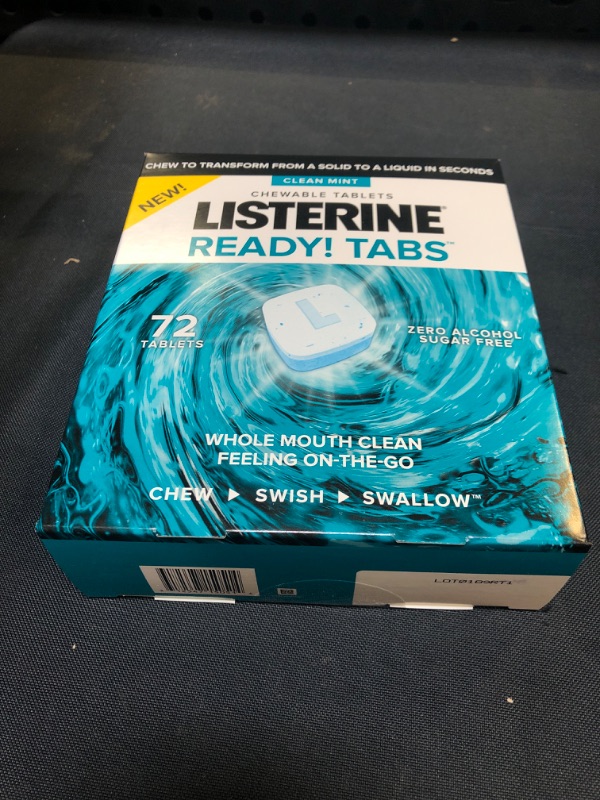 CHEW TO TRANSFORM FROM A SOLID TO A LIQUID IN SECONDS
NEW!
CLEAN MINT
CHEWABLE TABLETS
LISTERINE®
READY! TABS™
L
72
TABLETS
ZERO ALCOHOL
SUGAR FREE
WHOLE MOUTH CLEAN
FEELING ON-THE-GO
CHEW ▶ SWISH ▶ SWALLOW™